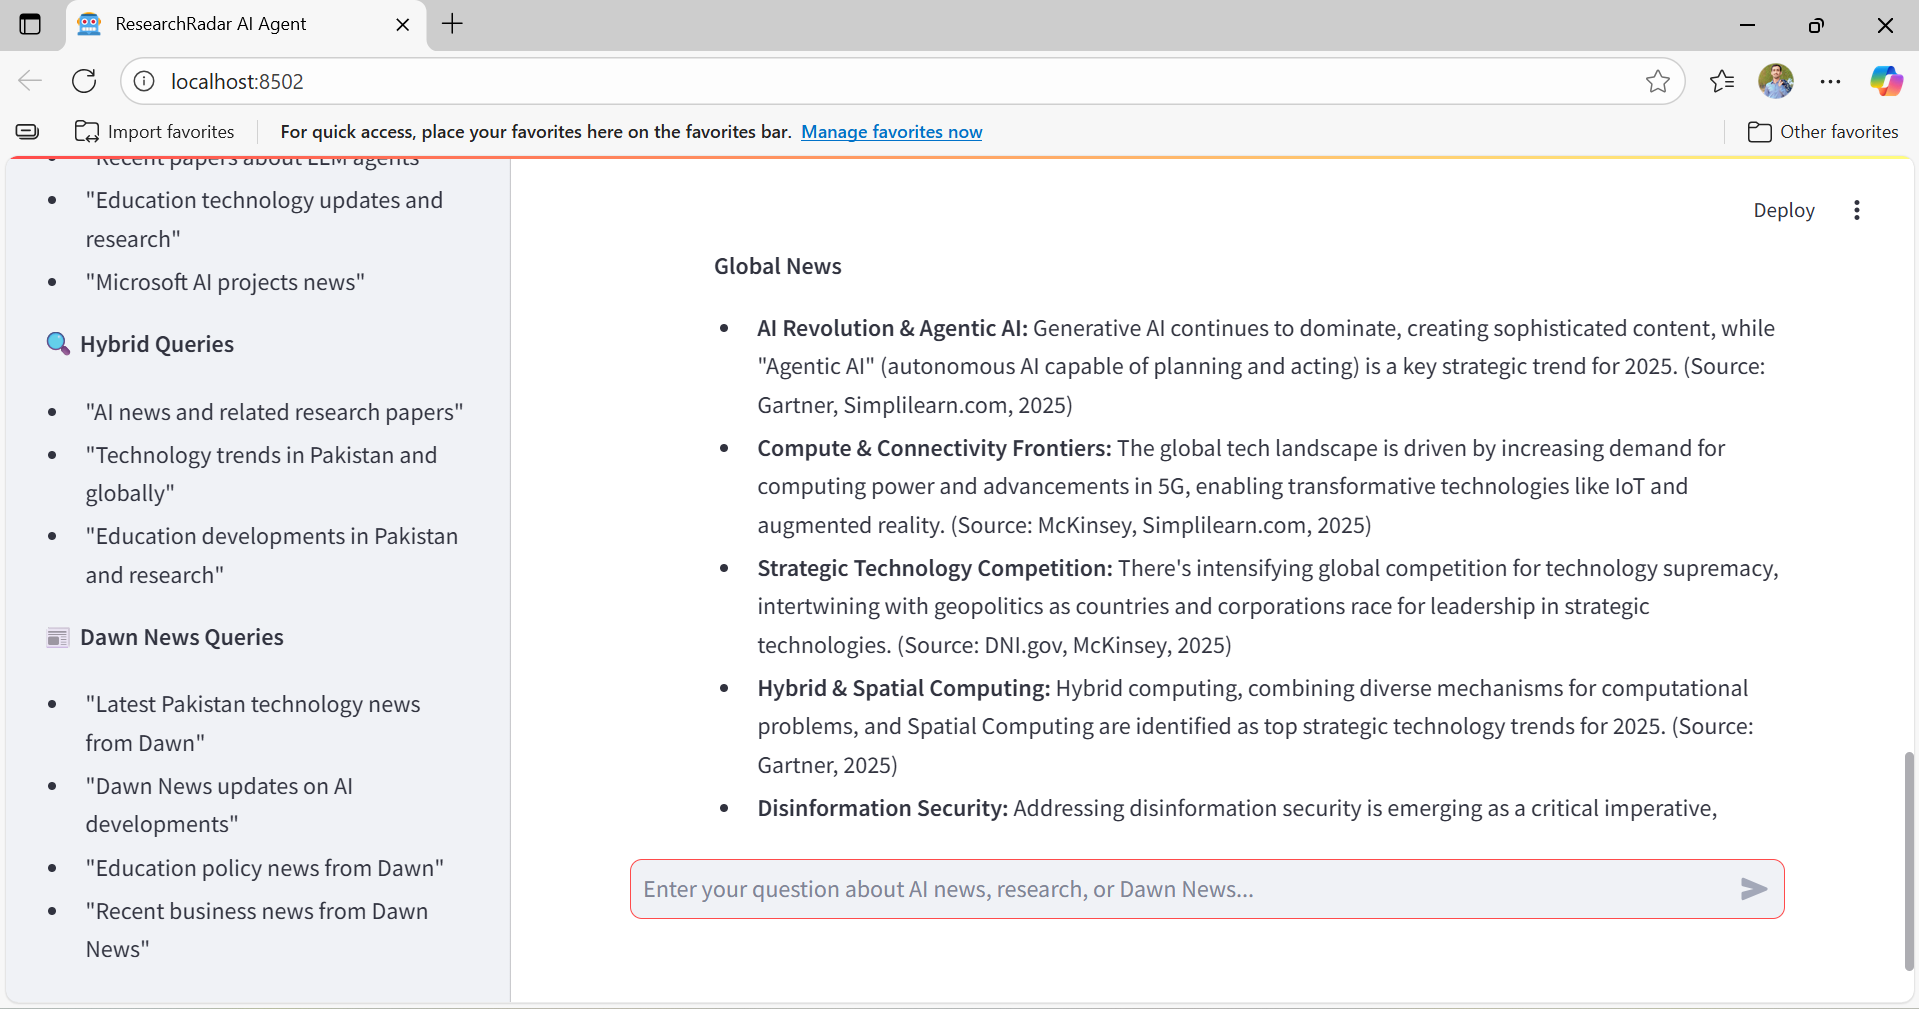 ResearchRadar AI Agent
localhost:8502
Import favorites
For quick access, place your favorites here on the favorites bar. Manage favorites now
Other favorites
"Recent papers about LLM agents"
"Education technology updates and
research"
"Microsoft AI projects news"
Hybrid Queries
"AI news and related research papers"
"Technology trends in Pakistan and
globally"
"Education developments in Pakistan
and research"
Dawn News Queries
"Latest Pakistan technology news
from Dawn"
"Dawn News updates on AI
developments"
"Education policy news from Dawn"
"Recent business news from Dawn
News"
Deploy
Global News
AI Revolution & Agentic AI: Generative AI continues to dominate, creating sophisticated content, while
"Agentic AI" (autonomous AI capable of planning and acting) is a key strategic trend for 2025. (Source:
Gartner, Simplilearn.com, 2025)
Compute & Connectivity Frontiers: The global tech landscape is driven by increasing demand for
computing power and advancements in 5G, enabling transformative technologies like IoT and
augmented reality. (Source: McKinsey, Simplilearn.com, 2025)
Strategic Technology Competition: There's intensifying global competition for technology supremacy,
intertwining with geopolitics as countries and corporations race for leadership in strategic
technologies. (Source: DNI.gov, McKinsey, 2025)
Hybrid & Spatial Computing: Hybrid computing, combining diverse mechanisms for computational
problems, and Spatial Computing are identified as top strategic technology trends for 2025. (Source:
Gartner, 2025)
Disinformation Security: Addressing disinformation security is emerging as a critical imperative,
Enter your question about AI news, research, or Dawn News...